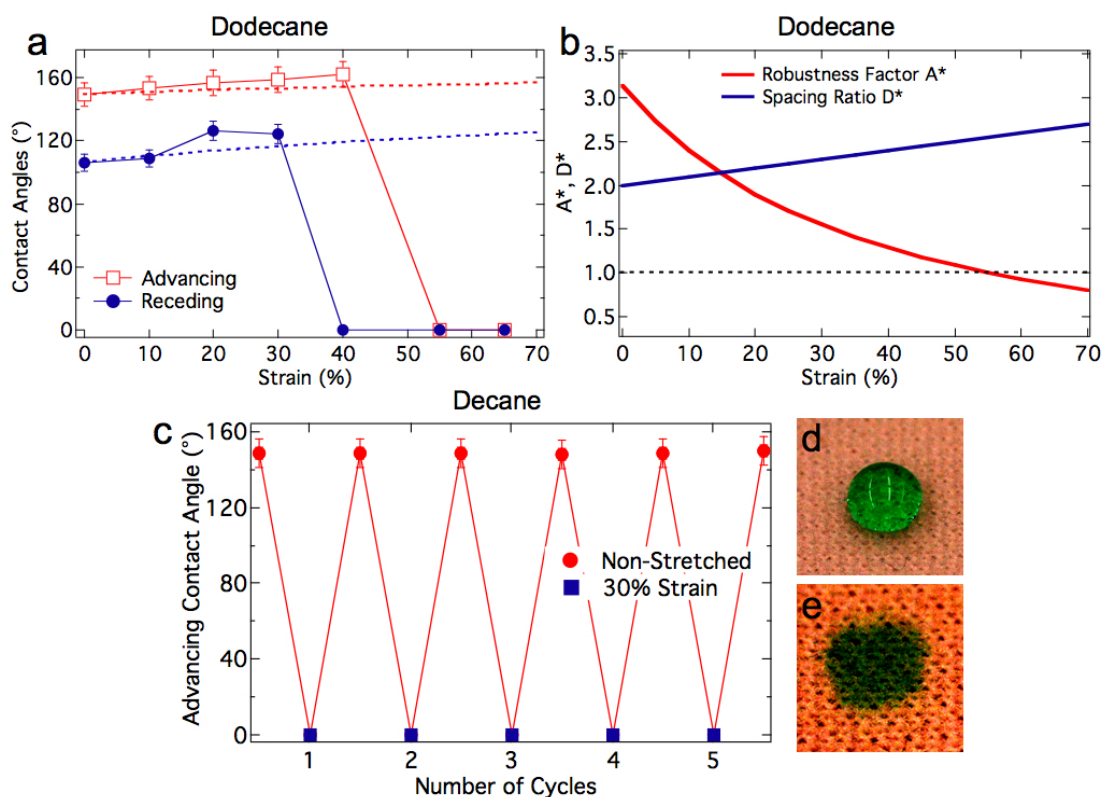 Dodecane
a
Contact Angles (°)
160
120
80
40
0
Advancing
Receding
0 10 20 30 40 50 60 70
Strain (%)
Dodecane
b
A*, D*
3.5
3.0
2.5
2.0
1.5
1.0
0.5
Robustness Factor A*
Spacing Ratio D*
0 10 20 30 40 50 60 70
Strain (%)
Decane
c
Advancing Contact Angle (°)
160
120
80
40
0
Non-Stretched
30% Strain
1 2 3 4 5
Number of Cycles
d
e